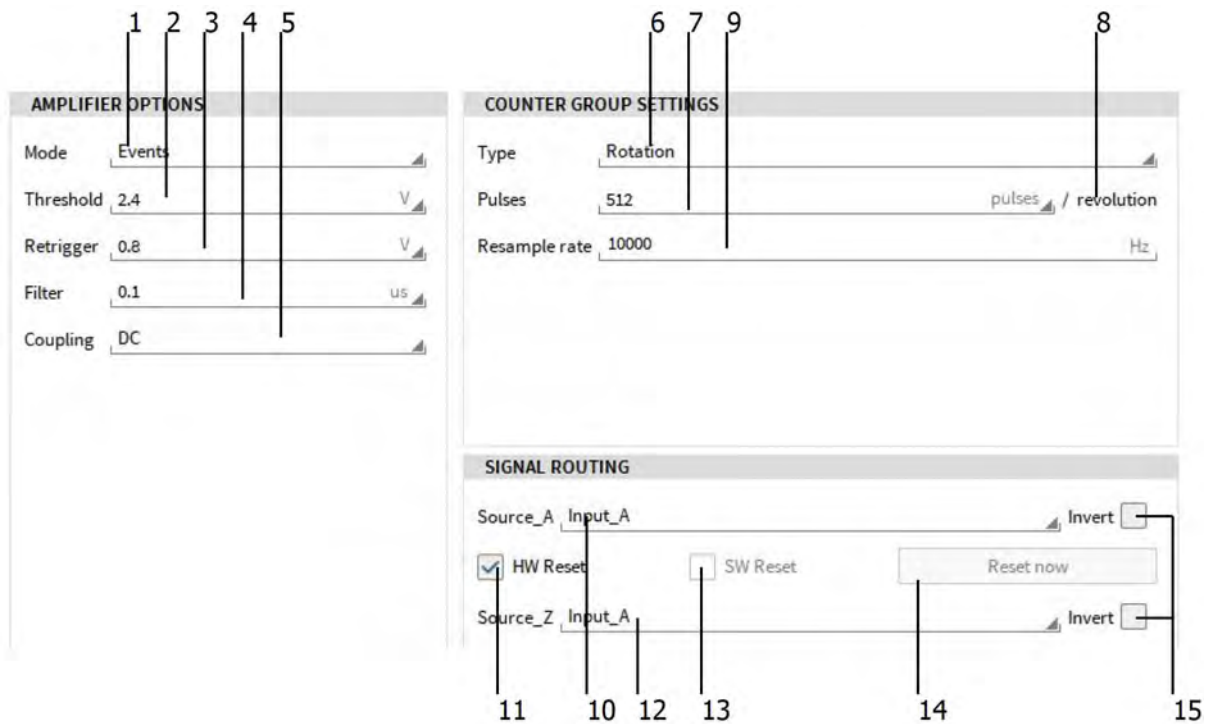 1 2 3 4 5 6 7 9 8
AMPLIFIER OPTIONS
Mode Events
Threshold 2.4 V
Retrigger 0.8 V
Filter 0.1 us
Coupling DC
COUNTER GROUP SETTINGS
Type Rotation
Pulses 512 pulses / revolution
Resample rate 10000 Hz
SIGNAL ROUTING
Source_A Input_A Invert
HW Reset SW Reset Reset now
Source_Z Input_A Invert
11 10 12 13 14 15